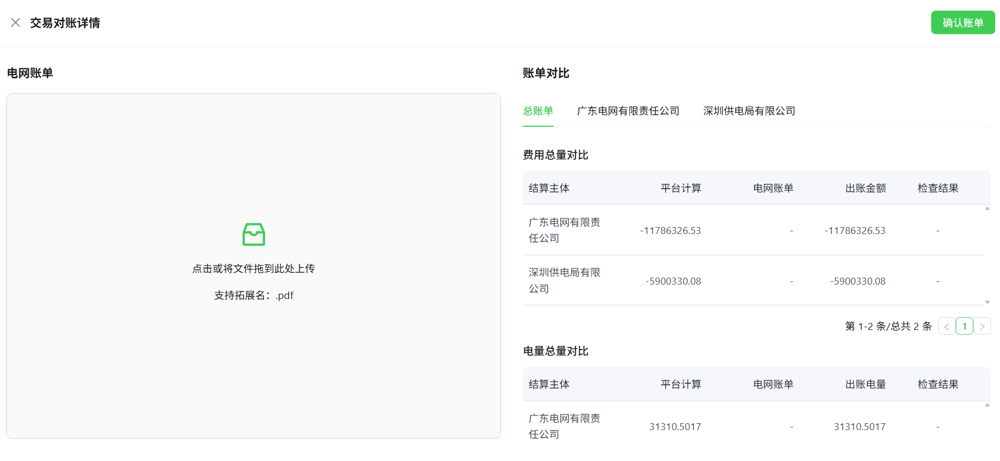 交易对账详情
确认账单
电网账单
点击或将文件拖到此处上传
支持拓展名：.pdf
账单对比
总账单 广东电网有限责任公司 深圳供电局有限公司
费用总量对比
结算主体 平台计算 电网账单 出账金额 检查结果
广东电网有限责
任公司
-11786326.53 - -11786326.53 -
深圳供电局有限
公司
-5900330.08 - -5900330.08 -
第 1-2 条/总共 2 条 < 1 >
电量总量对比
结算主体 平台计算 电网账单 出账电量 检查结果
广东电网有限责
任公司
31310.5017 - 31310.5017 -